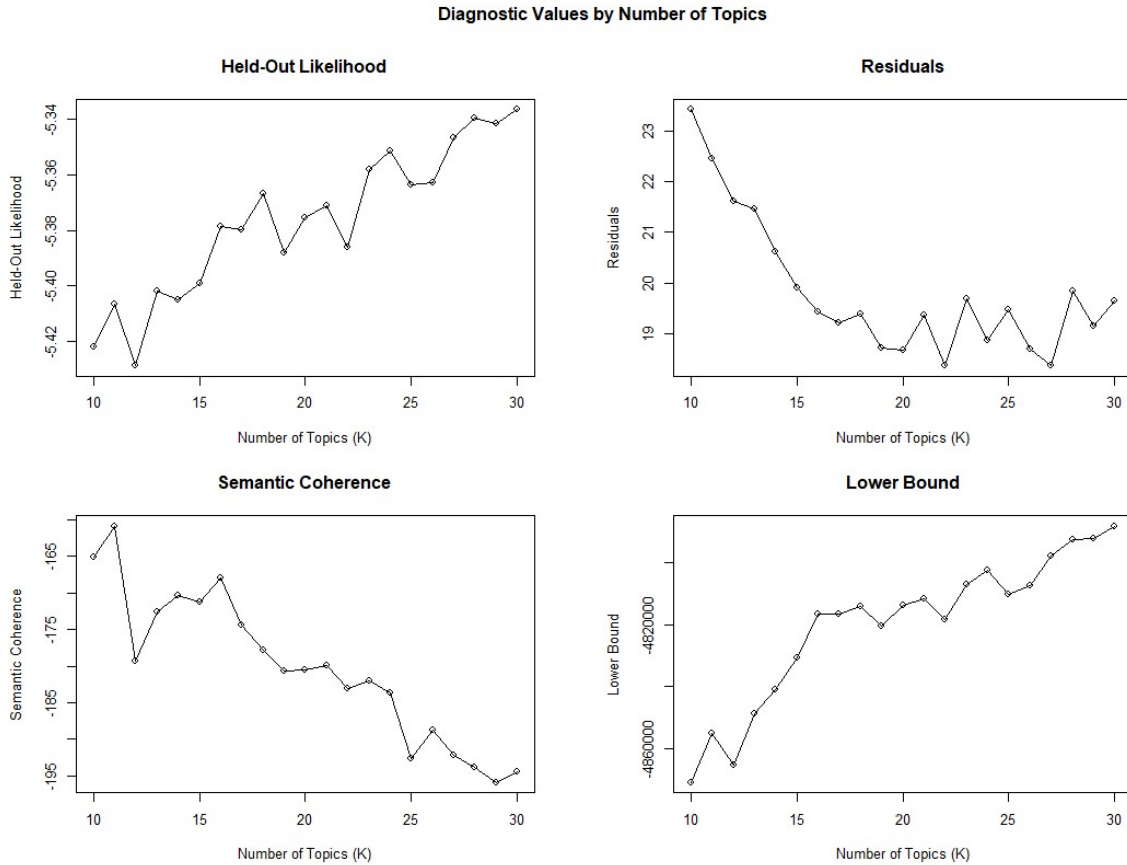 Diagnostic Values by Number of Topics
Held-Out Likelihood
Held-Out Likelihood
-5.34
-5.36
-5.38
-5.40
-5.42
10 15 20 25 30
Number of Topics (K)
Residuals
Residuals
23
22
21
20
19
10 15 20 25 30
Number of Topics (K)
Semantic Coherence
Semantic Coherence
-165
-175
-185
-195
10 15 20 25 30
Number of Topics (K)
Lower Bound
Lower Bound
-4820000
-4860000
10 15 20 25 30
Number of Topics (K)